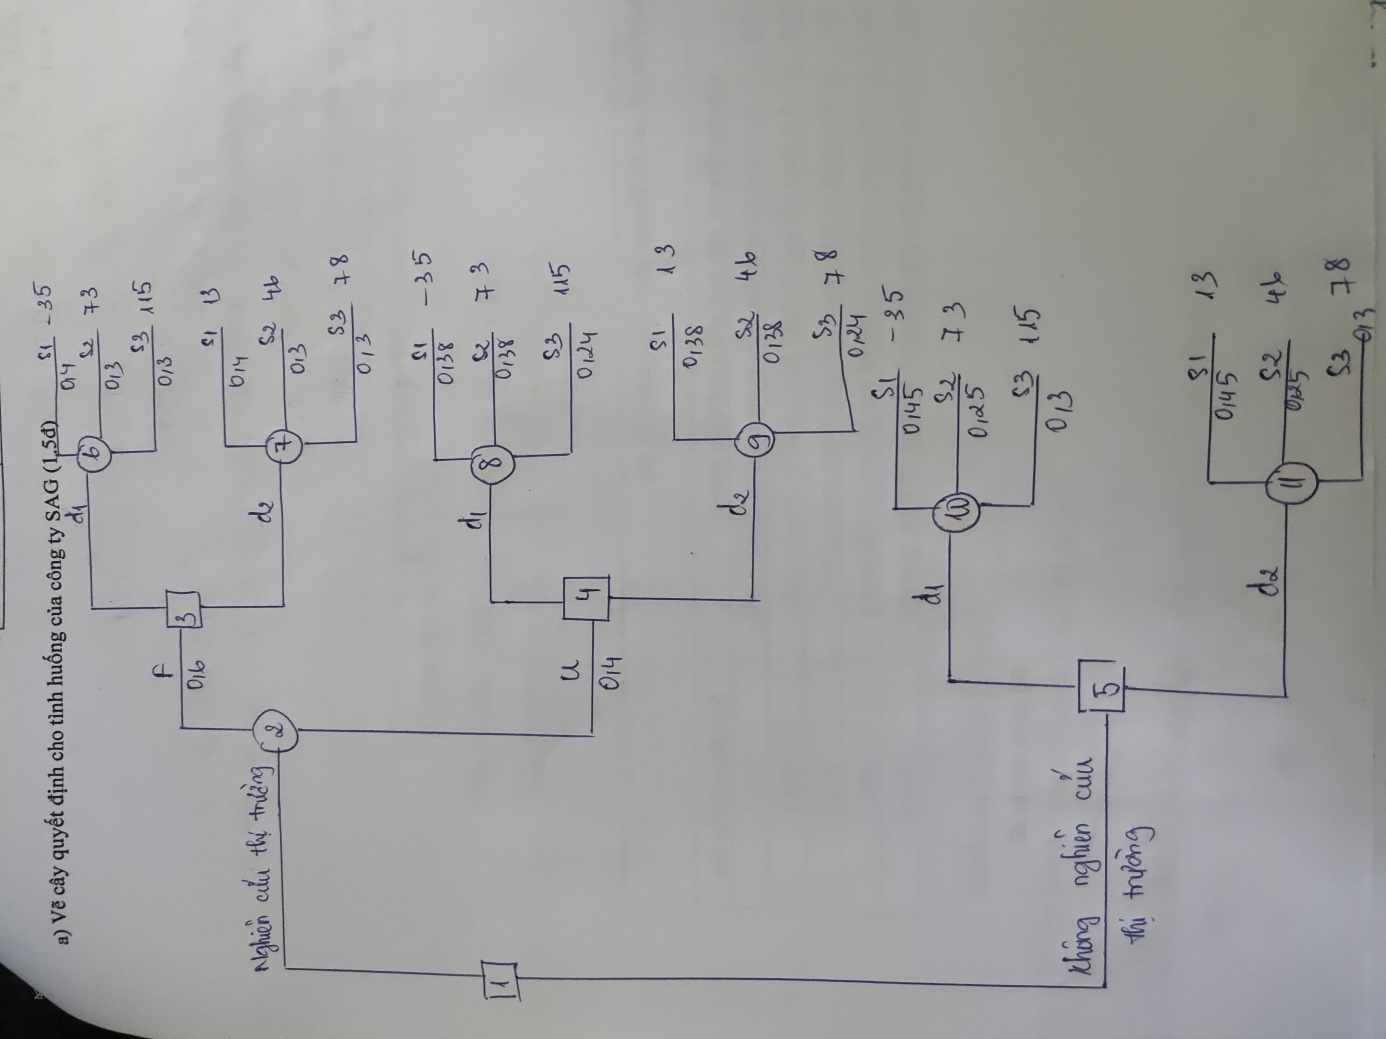 a) Vẽ cây quyết định cho tình huống của công ty SAG (1,5đ)
1
Nghiên cứu thị trường
2
f
0,6
3
d1
6
S1 -35
0,4
S2 73
0,3
S3 115
0,3
d2
7
S1 13
0,4
S2 46
0,3
S3 78
0,3
u
0,4
4
d1
8
S1 -35
0,38
S2 73
0,38
S3 115
0,24
d2
9
S1 13
0,38
S2 46
0,38
S3 78
0,24
Không nghiên cứu
thị trường
5
d1
10
S1 -35
0,45
S2 73
0,25
S3 115
0,3
d2
11
S1 13
0,45
S2 46
0,25
S3 78
0,3